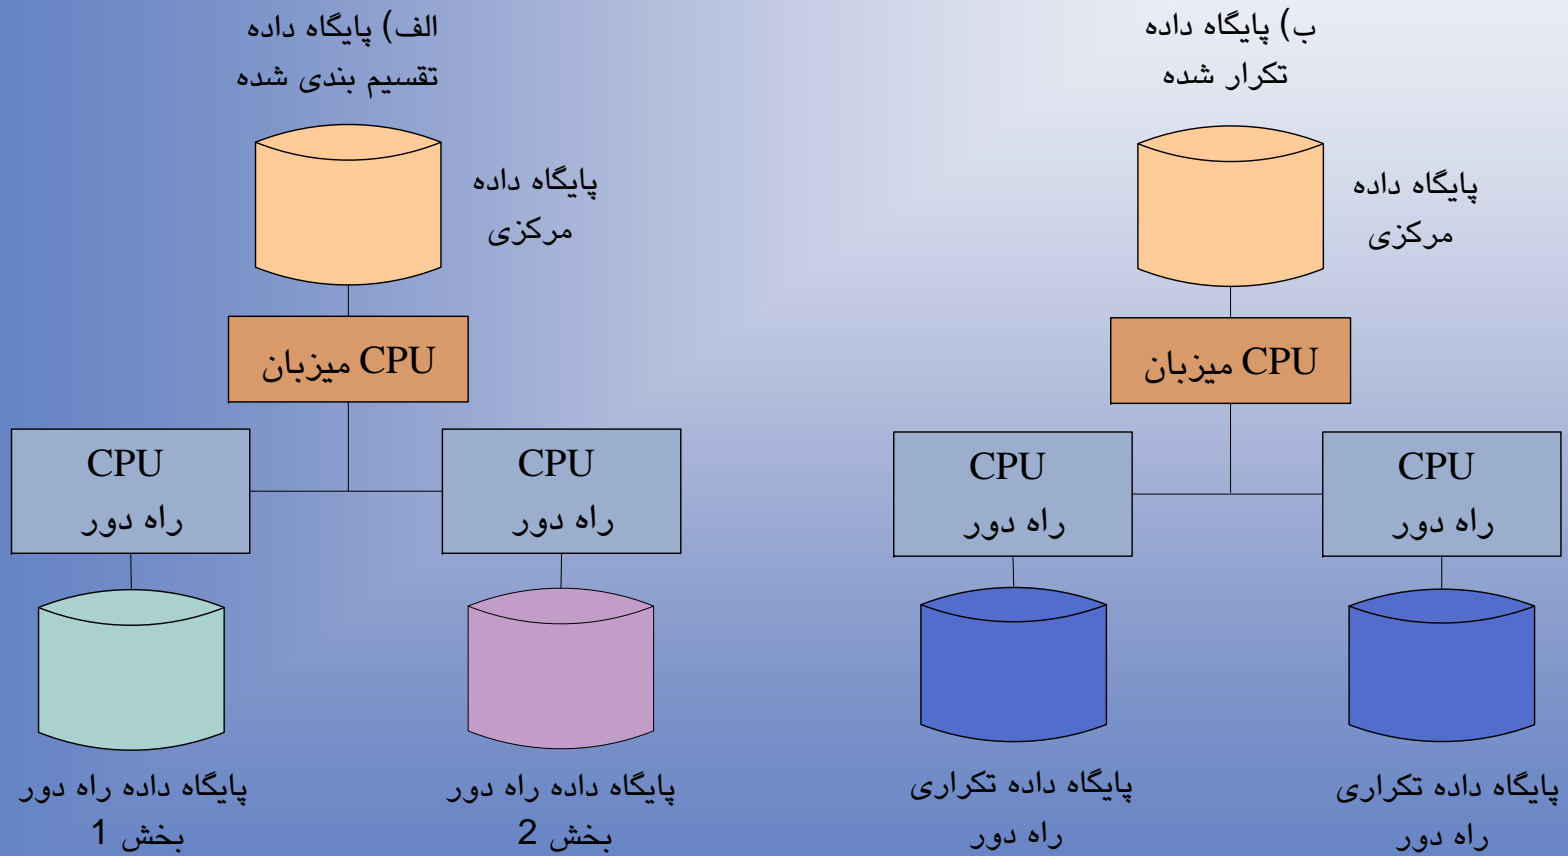 الف) پایگاه داده
تقسیم بندی شده
پایگاه داده
مرکزی
CPU میزبان
CPU
راه دور
CPU
راه دور
پایگاه داده راه دور
بخش 1
پایگاه داده راه دور
بخش 2
ب) پایگاه داده
تکرار شده
پایگاه داده
مرکزی
CPU میزبان
CPU
راه دور
CPU
راه دور
پایگاه داده تکراری
راه دور
پایگاه داده تکراری
راه دور